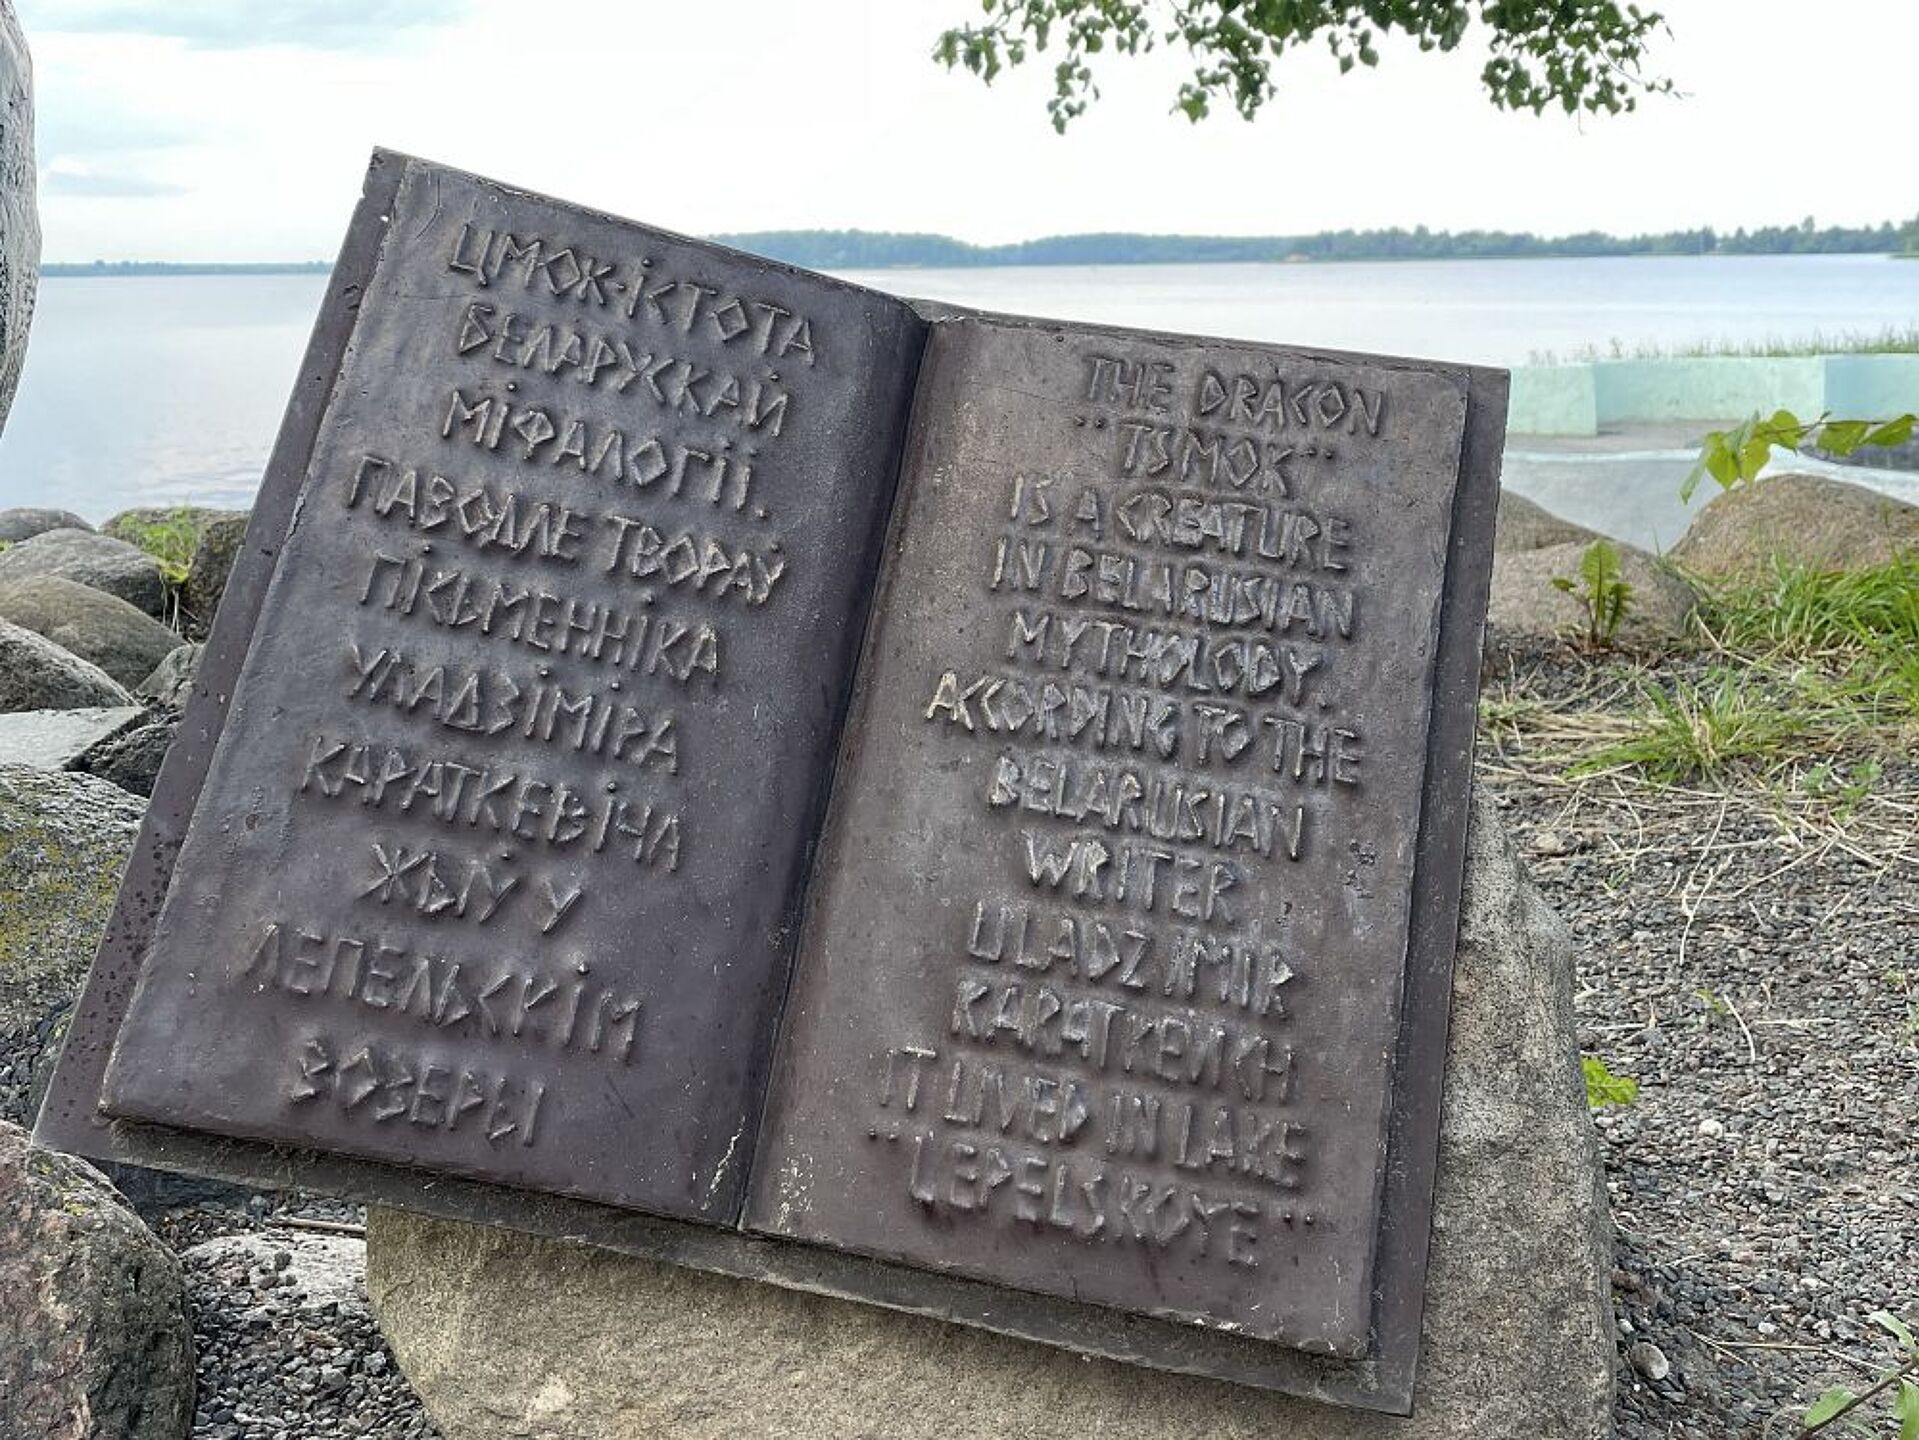 ЦМОК-ІСТОТА
БЕЛАРУСКАЙ
МІФАЛОГІІ.
ПАВОДЛЕ ТВОРАЎ
ПІСЬМЕННІКА
УЛАДЗІМІРА
КАРАТКЕВІЧА
ЖЫЎ У
ЛЕПЕЛЬСКІМ
ВОЗЕРЫ
THE DRAGON
"TSMOK"
IS A CREATURE
IN BELARUSIAN
MYTHOLODY.
ACCORDING TO THE
BELARUSIAN
WRITER
ULADZIMIR
KARATKEVICH
IT LIVED IN LAKE
"LEPELSKOYE"